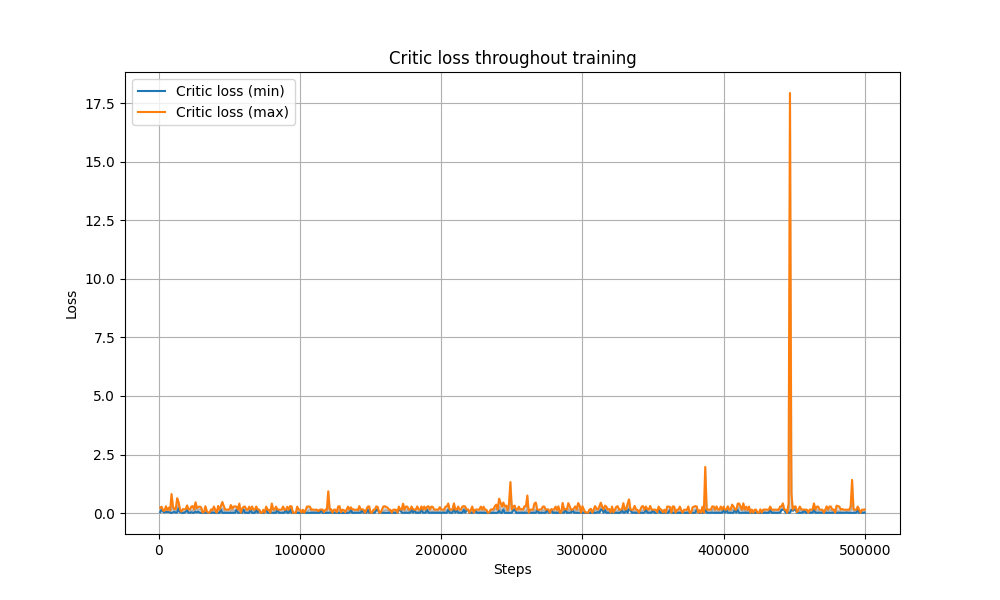 Critic loss throughout training
Critic loss (min)
Critic loss (max)
17.5
15.0
12.5
10.0
7.5
5.0
2.5
0.0
Loss
0 100000 200000 300000 400000 500000
Steps